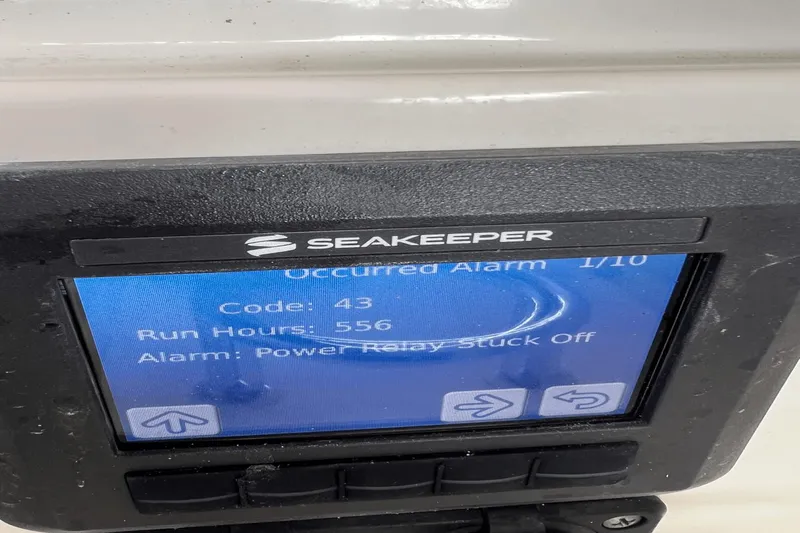 SEAKEEPER
Occurred Alarm 1/10
Code: 43
Run Hours: 556
Alarm: Power Relay Stuck Off